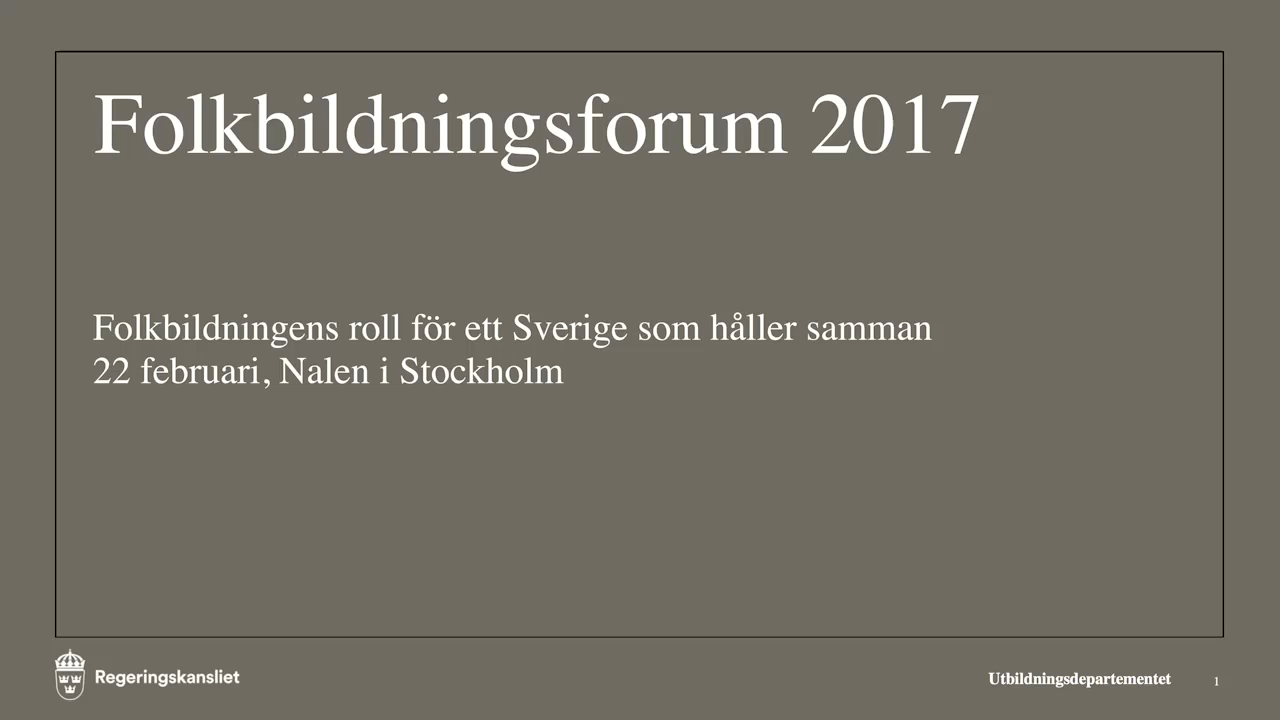 Folkbildningsforum 2017
Folkbildningens roll för ett Sverige som håller samman
22 februari, Nalen i Stockholm
Regeringskansliet
Utbildningsdepartementet
1